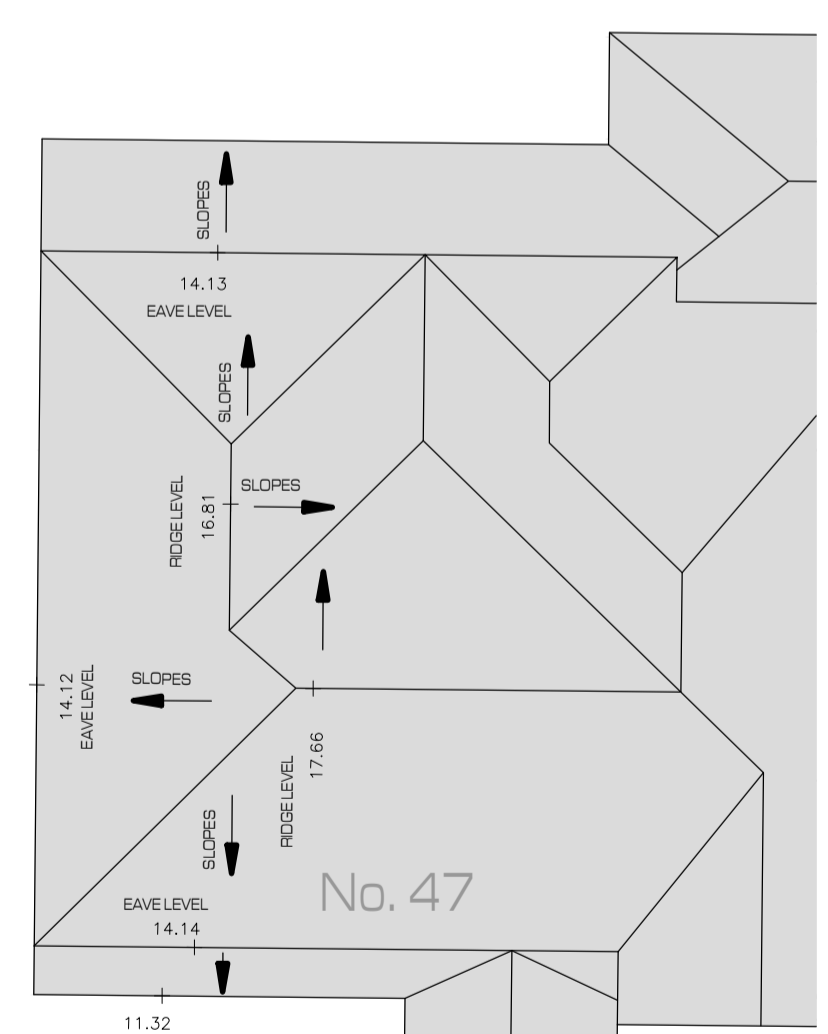 SLOPES
14.13
EAVE LEVEL
SLOPES
SLOPES
RIDGE LEVEL
16.81
SLOPES
14.12
EAVE LEVEL
RIDGE LEVEL
17.66
SLOPES
No. 47
EAVE LEVEL
14.14
11.32